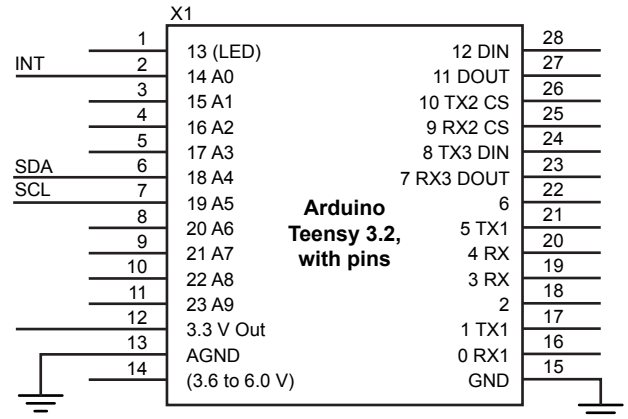 X1
1 13 (LED) 12 DIN 28
INT 2 14 A0 11 DOUT 27
3 15 A1 10 TX2 CS 26
4 16 A2 9 RX2 CS 25
5 17 A3 8 TX3 DIN 24
SDA 6 18 A4 7 RX3 DOUT 23
SCL 7 19 A5 6 22
8 20 A6 5 TX1 21
9 21 A7 4 RX 20
10 22 A8 3 RX 19
11 23 A9 2 18
12 3.3 V Out 1 TX1 17
13 AGND 0 RX1 16
14 (3.6 to 6.0 V) GND 15
Arduino
Teensy 3.2,
with pins